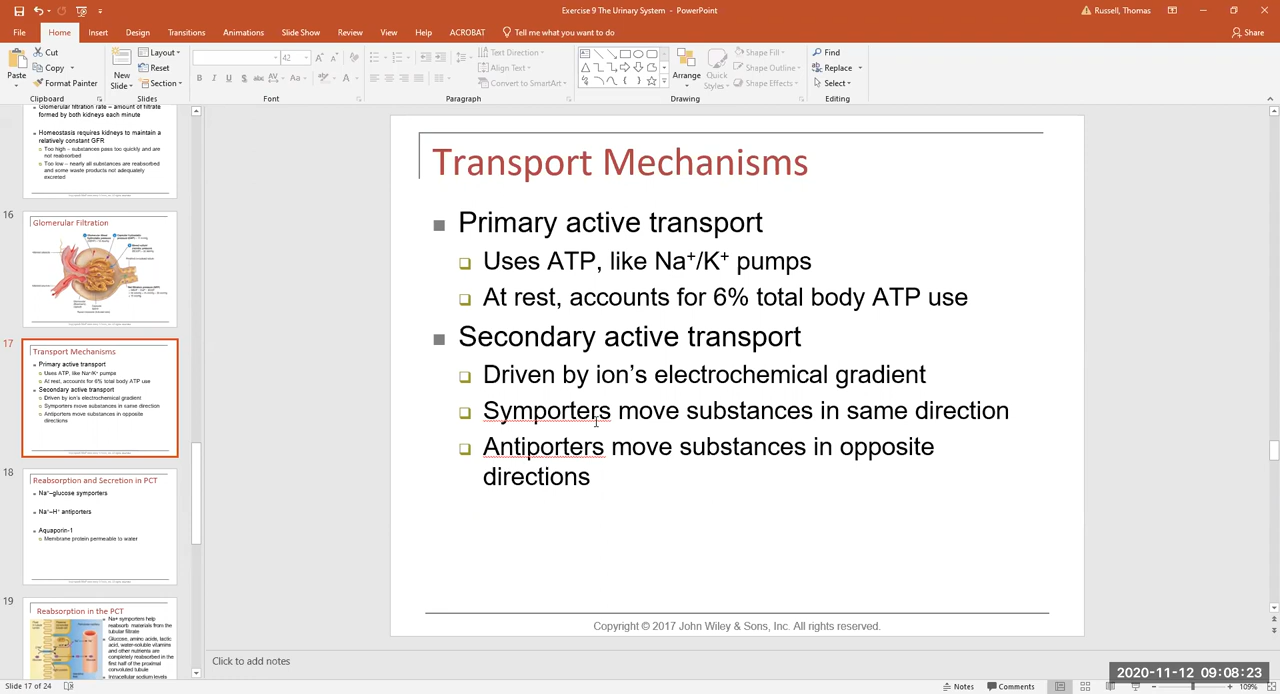 Exercise 9 The Urinary System - PowerPoint
Russell, Thomas
File Home Insert Design Transitions Animations Slide Show Review View Help ACROBAT Tell me what you want to do
Share
Paste
Cut
Copy
Format Painter
Clipboard
New
Slide
Layout
Reset
Section
Slides
42
Font
Text Direction
Align Text
Convert to SmartArt
Paragraph
Arrange
Quick
Styles
Shape Fill
Shape Outline
Shape Effects
Drawing
Find
Replace
Select
Editing
Glomerular filtration rate – amount of filtrate
formed by both kidneys each minute
Homeostasis requires kidneys to maintain a
relatively constant GFR
Too high – substances pass too quickly and are
not reabsorbed
Too low – nearly all substances are reabsorbed
and some waste products not adequately
excreted
16
Glomerular Filtration
17
Transport Mechanisms
Primary active transport
Uses ATP, like Na+/K+ pumps
At rest, accounts for 6% total body ATP use
Secondary active transport
Driven by ion's electrochemical gradient
Symporters move substances in same direction
Antiporters move substances in opposite
directions
18
Reabsorption and Secretion in PCT
Na+–glucose symporters
Na+–H+ antiporters
Aquaporin-1
Membrane protein permeable to water
19
Reabsorption in the PCT
Na+ symporters help
reabsorb materials from the
tubular filtrate
Glucose, amino acids, lactic
acid, water-soluble vitamins
and other nutrients are
completely reabsorbed in the
first half of the proximal
convoluted tubule
Intracellular sodium levels
Transport Mechanisms
Primary active transport
Uses ATP, like Na+/K+ pumps
At rest, accounts for 6% total body ATP use
Secondary active transport
Driven by ion's electrochemical gradient
Symporters move substances in same direction
Antiporters move substances in opposite
directions
Copyright © 2017 John Wiley & Sons, Inc. All rights reserved.
Click to add notes
2020-11-12 09:08:23
Slide 17 of 24
Notes
Comments
109%